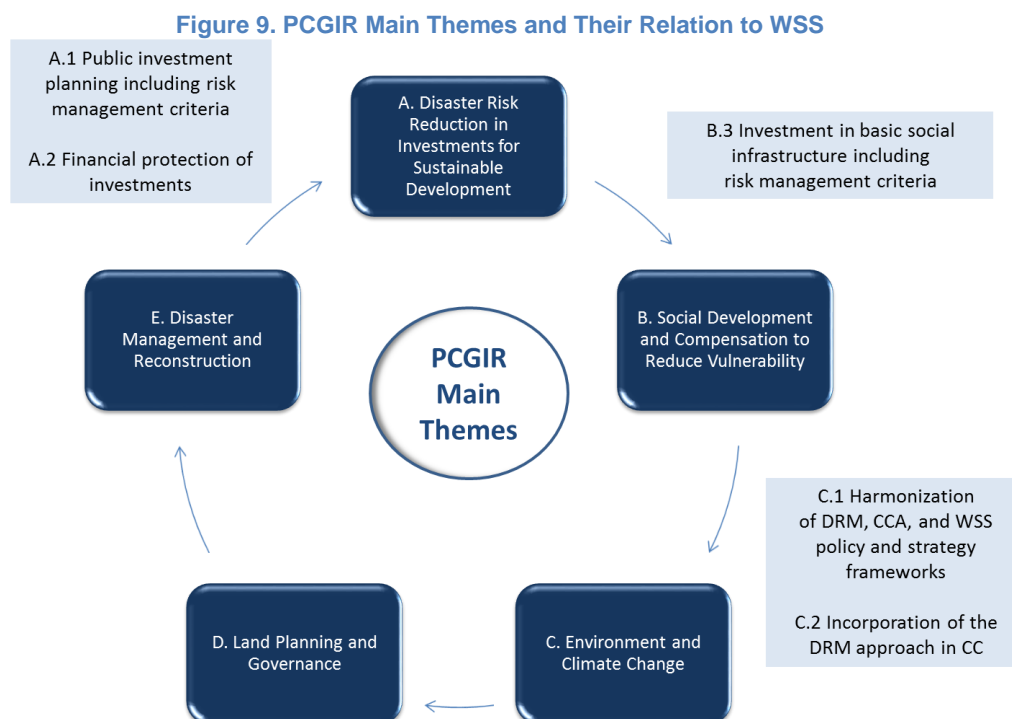 Figure 9. PCGIR Main Themes and Their Relation to WSS
A.1 Public investment
planning including risk
management criteria
A.2 Financial protection of
investments
A. Disaster Risk
Reduction in
Investments for
Sustainable
Development
B.3 Investment in basic social
infrastructure including
risk management criteria
E. Disaster
Management and
Reconstruction
PCGIR
Main
Themes
B. Social Development
and Compensation to
Reduce Vulnerability
C.1 Harmonization
of DRM, CCA, and WSS
policy and strategy
frameworks
C.2 Incorporation of the
DRM approach in CC
D. Land Planning and
Governance
C. Environment and
Climate Change